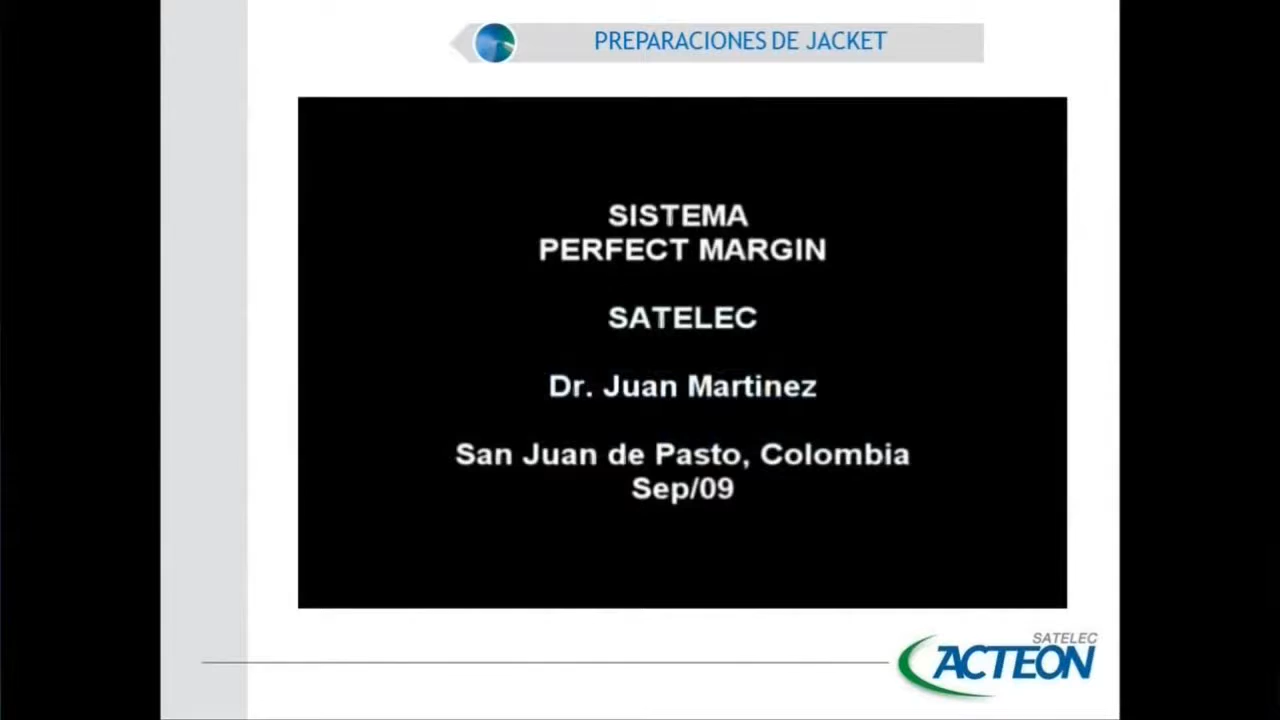 PREPARACIONES DE JACKET
SISTEMA
PERFECT MARGIN
SATELEC
Dr. Juan Martinez
San Juan de Pasto, Colombia
Sep/09
SATELEC
ACTEON